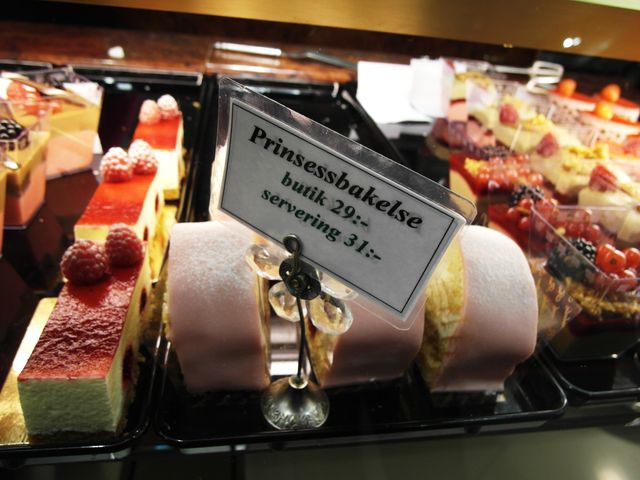 Prinsessbakelse
butik 29:-
servering 31:-